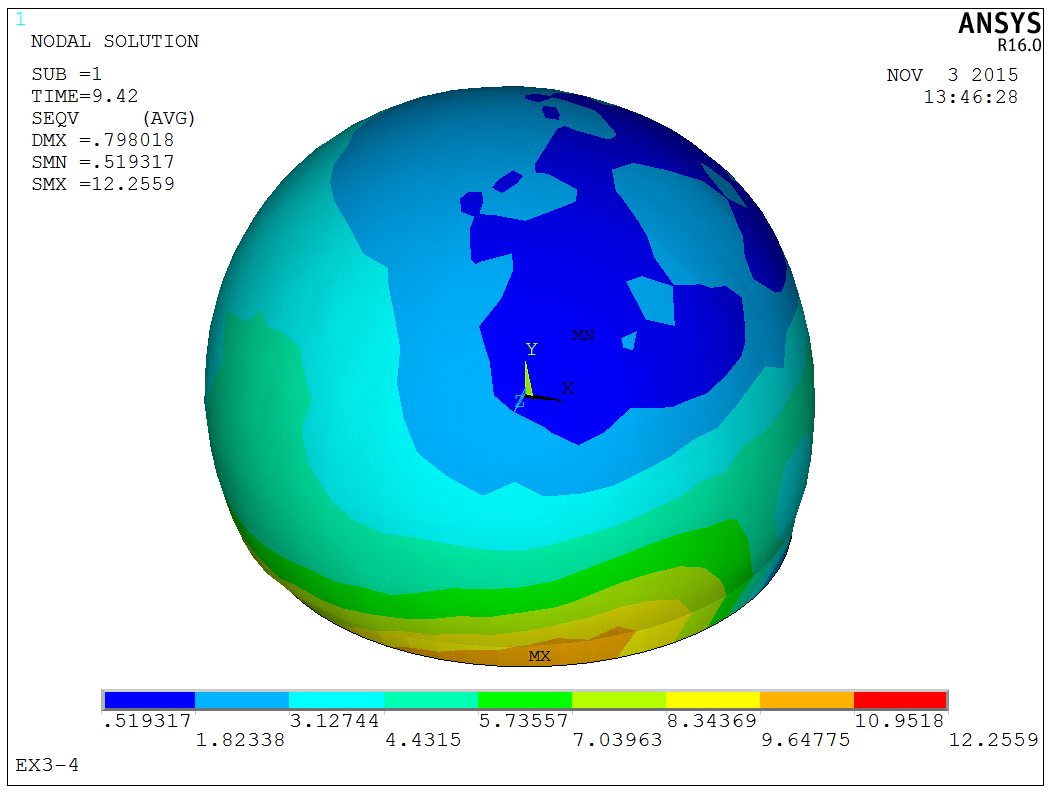 1
ANSYS
R16.0
NODAL SOLUTION
SUB =1
TIME=9.42
SEQV (AVG)
DMX =.798018
SMN =.519317
SMX =12.2559
NOV 3 2015
13:46:28
MN
Y
X
Z
MX
.519317 3.12744 5.73557 8.34369 10.9518
1.82338 4.4315 7.03963 9.64775 12.2559
EX3-4